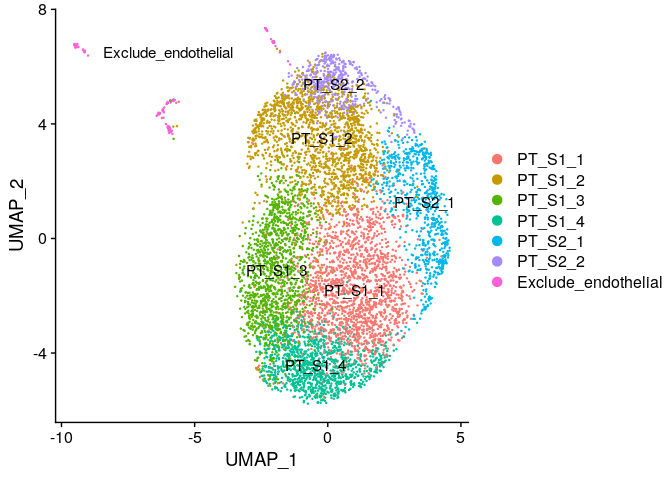 8
4
0
-4
UMAP_2
Exclude_endothelial
PT_S2_2
PT_S1_2
PT_S2_1
PT_S1_3
PT_S1_1
PT_S1_4
-10
-5
0
5
UMAP_1
PT_S1_1
PT_S1_2
PT_S1_3
PT_S1_4
PT_S2_1
PT_S2_2
Exclude_endothelial